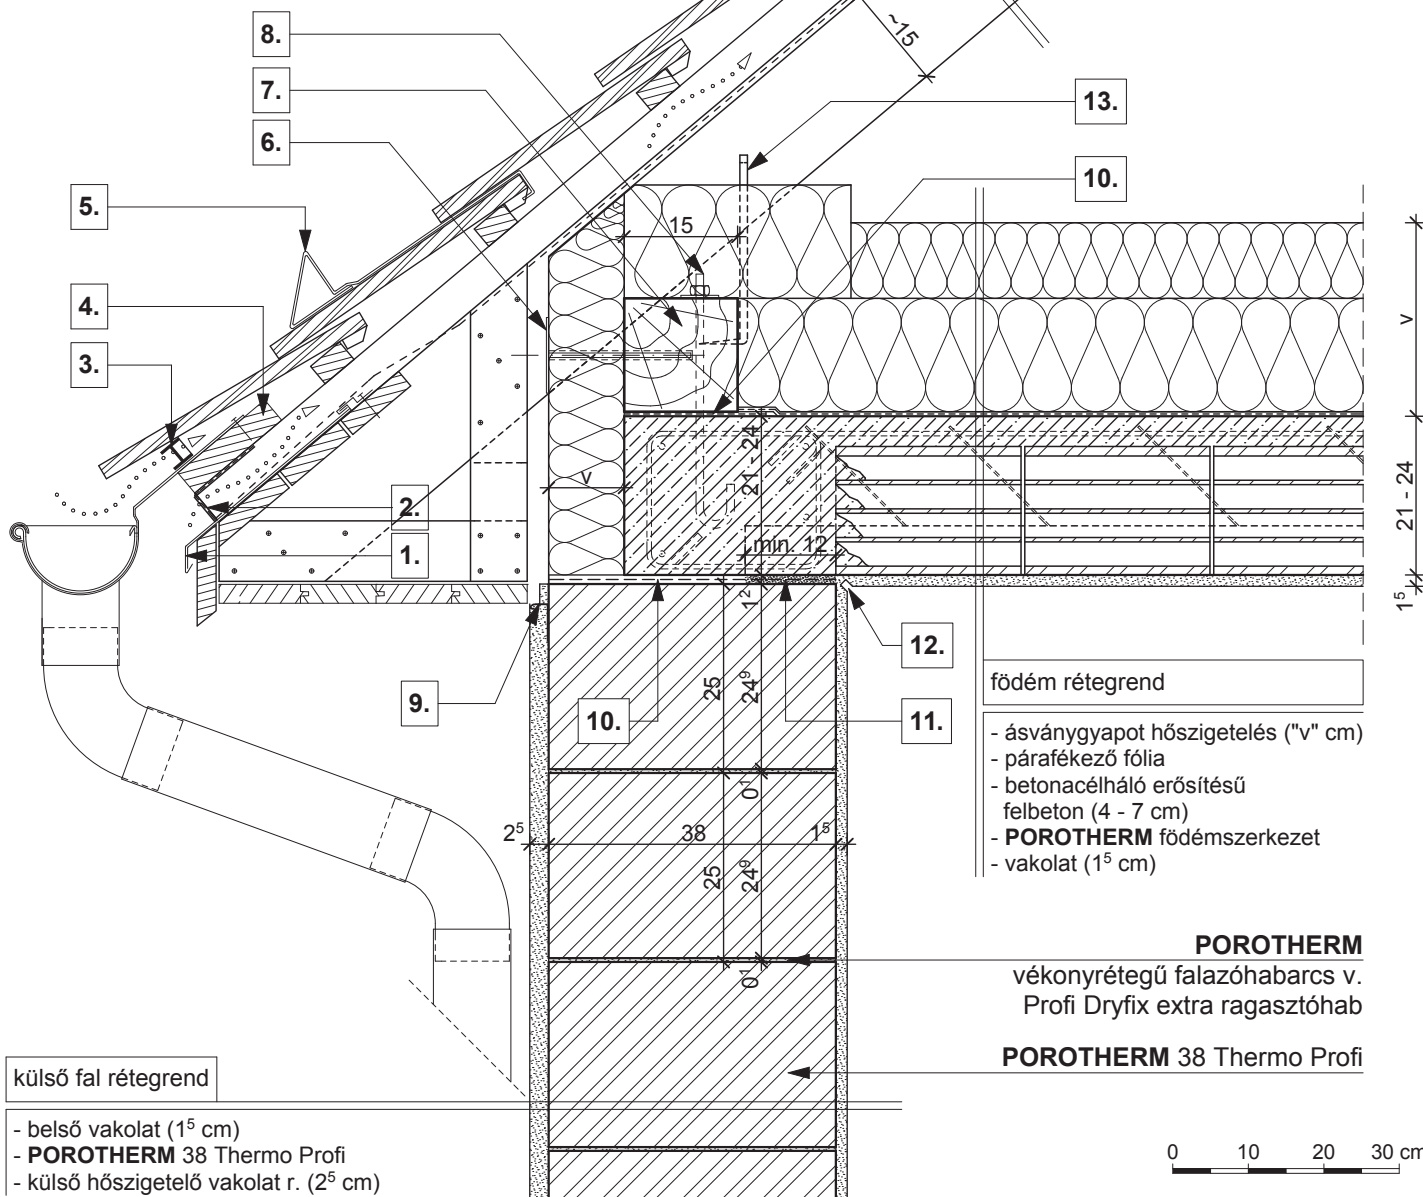 8.
7.
6.
5.
4.
3.
2.
1.
13.
10.
~15
15
v
v
21 - 24
21 - 24
min. 12
1⁵
1²
9.
10.
11.
12.
25
24⁹
0¹
2⁵
38
1⁵
25
24⁹
0¹
födém rétegrend
- ásványgyapot hőszigetelés ("v" cm)
- párafékező fólia
- betonacélháló erősítésű
felbeton (4 - 7 cm)
- POROTHERM födémszerkezet
- vakolat (1⁵ cm)
POROTHERM
vékonyrétegű falazóhabarcs v.
Profi Dryfix extra ragasztóhab
POROTHERM 38 Thermo Profi
külső fal rétegrend
- belső vakolat (1⁵ cm)
- POROTHERM 38 Thermo Profi
- külső hőszigetelő vakolat r. (2⁵ cm)
0 10 20 30 cm